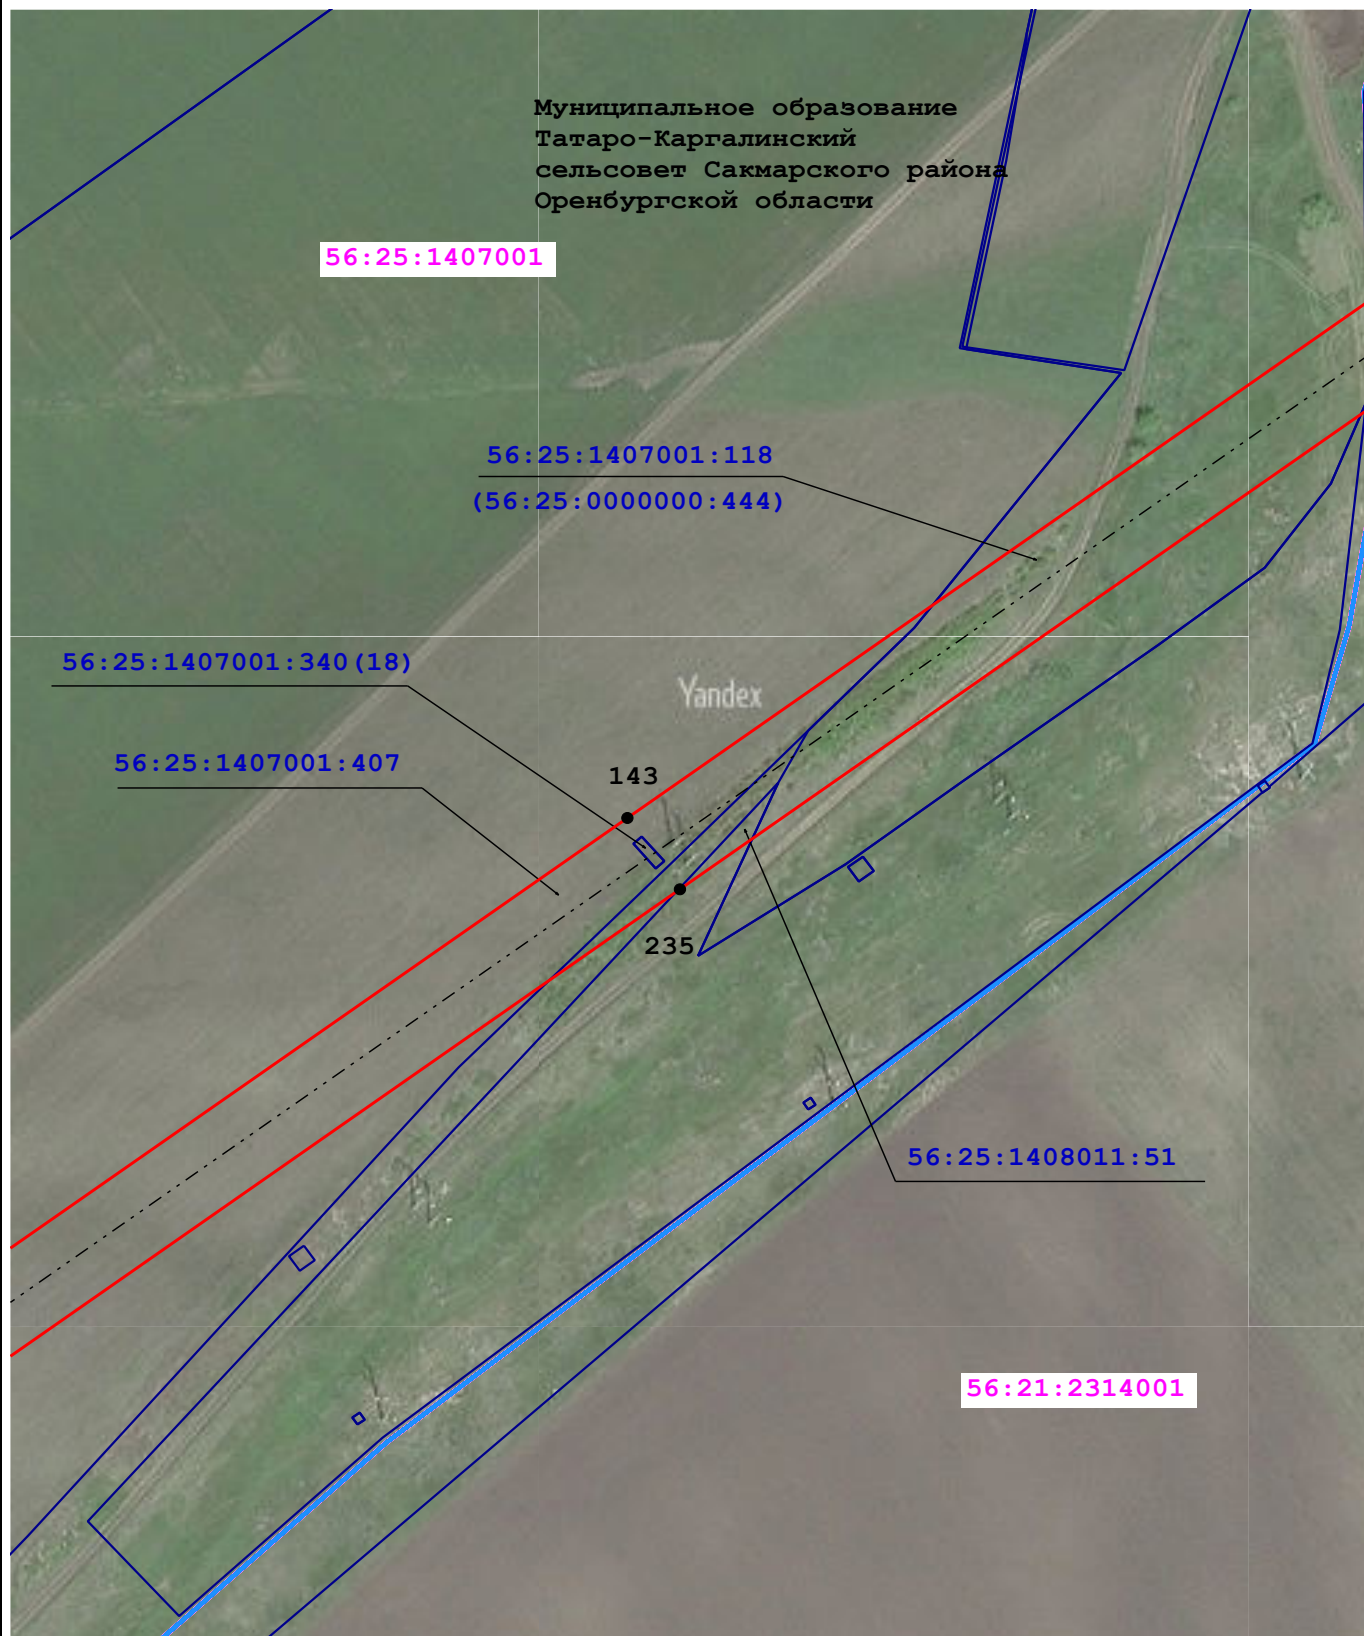 Муниципальное образование
Татаро-Каргалинский
сельсовет Сакмарского района
Оренбургской области
56:25:1407001
56:25:1407001:118
(56:25:0000000:444)
56:25:1407001:340(18)
Yandex
56:25:1407001:407
143
235
56:25:1408011:51
56:21:2314001